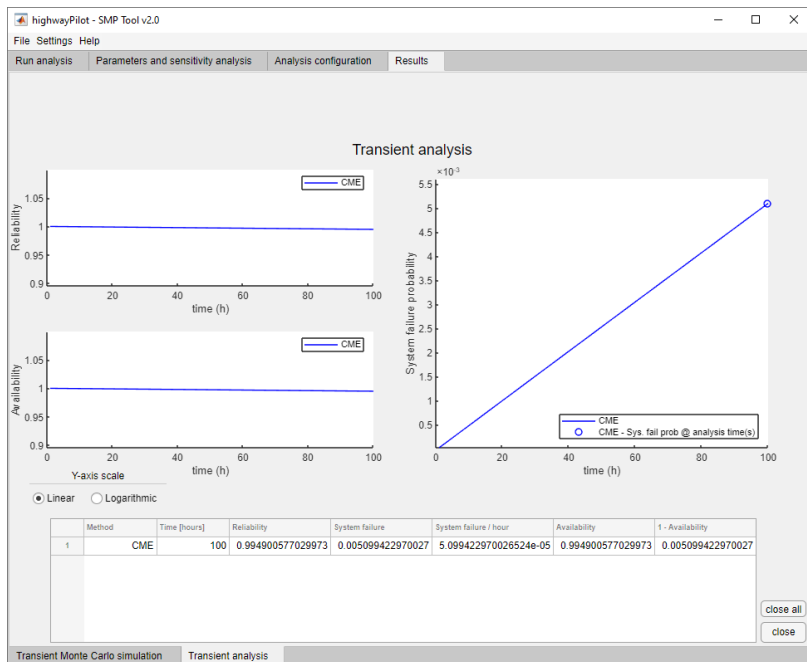 highwayPilot - SMP Tool v2.0
File Settings Help
Run analysis Parameters and sensitivity analysis Analysis configuration Results
Transient analysis
CME
1.05
1
0.95
0.9
Reliability
0 20 40 60 80 100
time (h)
CME
1.05
1
0.95
0.9
Availability
0 20 40 60 80 100
time (h)
×10-3
5.5
5
4.5
4
3.5
3
2.5
2
1.5
1
0.5
System failure probability
CME
CME - Sys. fail prob @ analysis time(s)
0 20 40 60 80 100
time (h)
Y-axis scale
Linear Logarithmic
Method Time [hours] Reliability System failure System failure / hour Availability 1 - Availability
1 CME 100 0.994900577029973 0.005099422970027 5.099422970026524e-05 0.994900577029973 0.005099422970027
close all
close
Transient Monte Carlo simulation Transient analysis